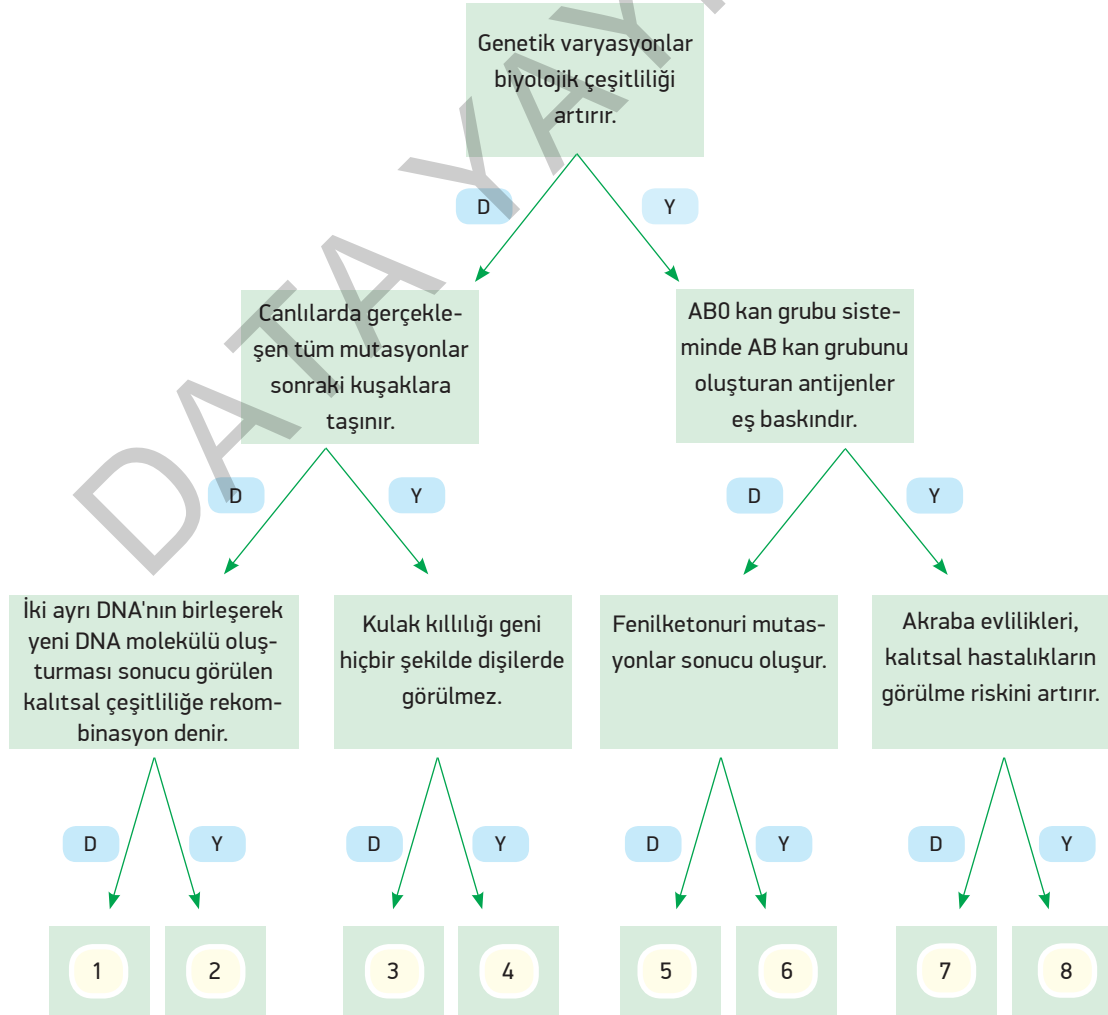 Genetik varyasyonlar
biyolojik çeşitliliği
artırır.
D
Y
Canlılarda gerçekle-
şen tüm mutasyonlar
sonraki kuşaklara
taşınır.
AB0 kan grubu siste-
minde AB kan grubunu
oluşturan antijenler
eş baskındır.
D
Y
D
Y
İki ayrı DNA'nın birleşerek
yeni DNA molekülü oluş-
turması sonucu görülen
kalıtsal çeşitliliğe rekom-
binasyon denir.
Kulak kıllılığı geni
hiçbir şekilde dişilerde
görülmez.
Fenilketonuri mutas-
yonlar sonucu oluşur.
Akraba evlilikleri,
kalıtsal hastalıkların
görülme riskini artırır.
D
Y
D
Y
D
Y
D
Y
1
2
3
4
5
6
7
8